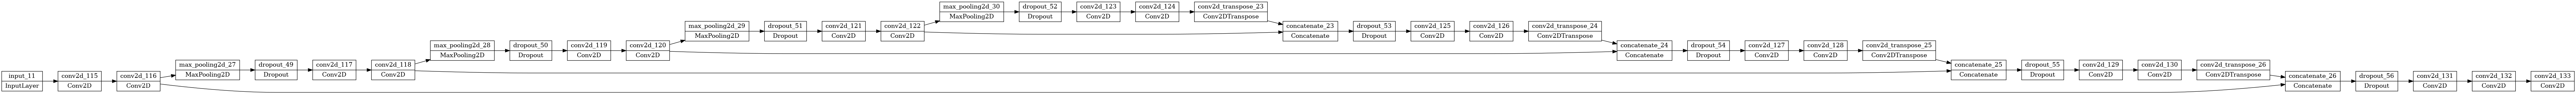 input_11
InputLayer
conv2d_115
Conv2D
conv2d_116
Conv2D
max_pooling2d_27
MaxPooling2D
dropout_49
Dropout
conv2d_117
Conv2D
conv2d_118
Conv2D
max_pooling2d_28
MaxPooling2D
dropout_50
Dropout
conv2d_119
Conv2D
conv2d_120
Conv2D
max_pooling2d_29
MaxPooling2D
dropout_51
Dropout
conv2d_121
Conv2D
conv2d_122
Conv2D
max_pooling2d_30
MaxPooling2D
dropout_52
Dropout
conv2d_123
Conv2D
conv2d_124
Conv2D
conv2d_transpose_23
Conv2DTranspose
concatenate_23
Concatenate
dropout_53
Dropout
conv2d_125
Conv2D
conv2d_126
Conv2D
conv2d_transpose_24
Conv2DTranspose
concatenate_24
Concatenate
dropout_54
Dropout
conv2d_127
Conv2D
conv2d_128
Conv2D
conv2d_transpose_25
Conv2DTranspose
concatenate_25
Concatenate
dropout_55
Dropout
conv2d_129
Conv2D
conv2d_130
Conv2D
conv2d_transpose_26
Conv2DTranspose
concatenate_26
Concatenate
dropout_56
Dropout
conv2d_131
Conv2D
conv2d_132
Conv2D
conv2d_133
Conv2D